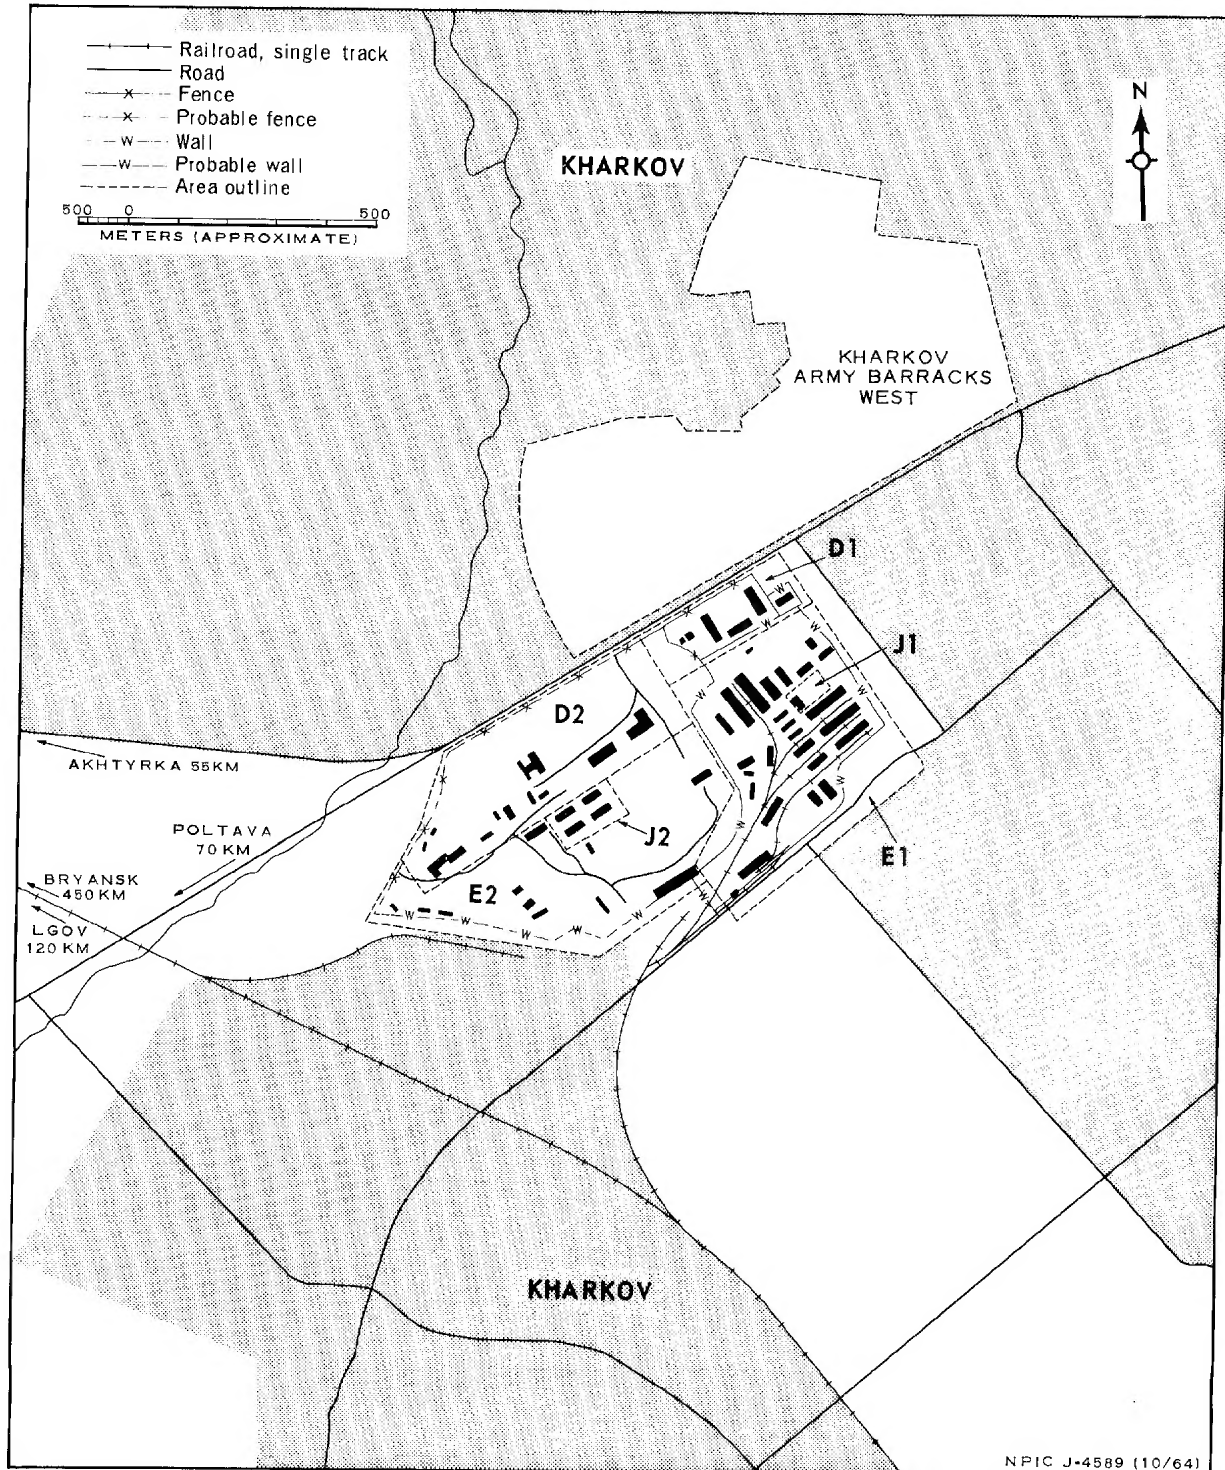 Railroad, single track
Road
Fence
Probable fence
Wall
Probable wall
Area outline
500 0 500
METERS (APPROXIMATE)
N
KHARKOV
KHARKOV
ARMY BARRACKS
WEST
D1
J1
D2
AKHTYRKA 55KM
POLTAVA
70 KM
J2
E1
BRYANSK
450 KM
E2
LGOV
120 KM
KHARKOV
NPIC J-4589 (10/64)